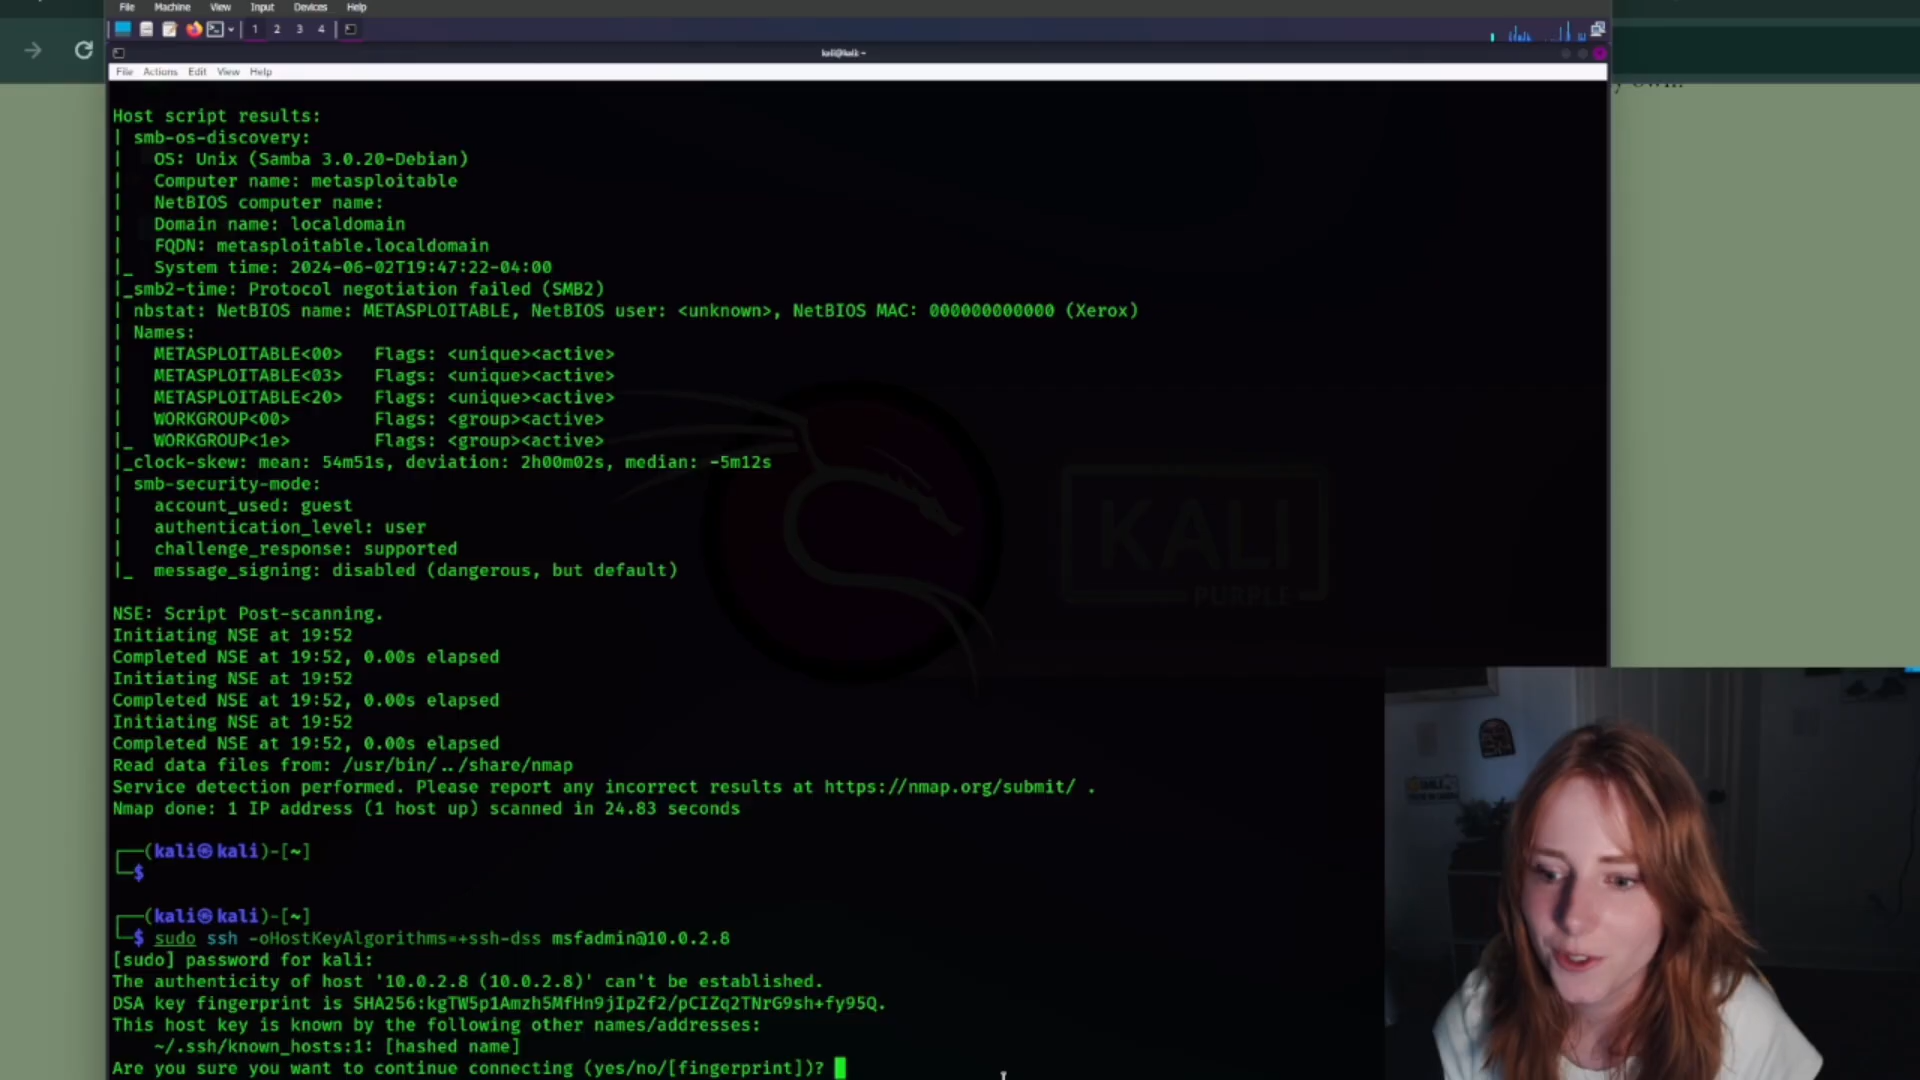 File Machine View Input Devices Help
1 2 3 4
kali@kali: ~
File Actions Edit View Help
Host script results:
| smb-os-discovery:
|   OS: Unix (Samba 3.0.20-Debian)
|   Computer name: metasploitable
|   NetBIOS computer name:
|   Domain name: localdomain
|   FQDN: metasploitable.localdomain
|_  System time: 2024-06-02T19:47:22-04:00
|_smb2-time: Protocol negotiation failed (SMB2)
| nbstat: NetBIOS name: METASPLOITABLE, NetBIOS user: <unknown>, NetBIOS MAC: 000000000000 (Xerox)
| Names:
|   METASPLOITABLE<00>   Flags: <unique><active>
|   METASPLOITABLE<03>   Flags: <unique><active>
|   METASPLOITABLE<20>   Flags: <unique><active>
|   WORKGROUP<00>        Flags: <group><active>
|_  WORKGROUP<1e>        Flags: <group><active>
|_clock-skew: mean: 54m51s, deviation: 2h00m02s, median: -5m12s
| smb-security-mode:
|   account_used: guest
|   authentication_level: user
|   challenge_response: supported
|_  message_signing: disabled (dangerous, but default)
KALI
PURPLE
NSE: Script Post-scanning.
Initiating NSE at 19:52
Completed NSE at 19:52, 0.00s elapsed
Initiating NSE at 19:52
Completed NSE at 19:52, 0.00s elapsed
Initiating NSE at 19:52
Completed NSE at 19:52, 0.00s elapsed
Read data files from: /usr/bin/../share/nmap
Service detection performed. Please report any incorrect results at https://nmap.org/submit/ .
Nmap done: 1 IP address (1 host up) scanned in 24.83 seconds
┌──(kali㉿kali)-[~]
└─$
┌──(kali㉿kali)-[~]
└─$ sudo ssh -oHostKeyAlgorithms=+ssh-dss msfadmin@10.0.2.8
[sudo] password for kali:
The authenticity of host '10.0.2.8 (10.0.2.8)' can't be established.
DSA key fingerprint is SHA256:kgTW5p1Amzh5MfHn9jIpZf2/pCIZq2TNrG9sh+fy95Q.
This host key is known by the following other names/addresses:
    ~/.ssh/known_hosts:1: [hashed name]
Are you sure you want to continue connecting (yes/no/[fingerprint])?